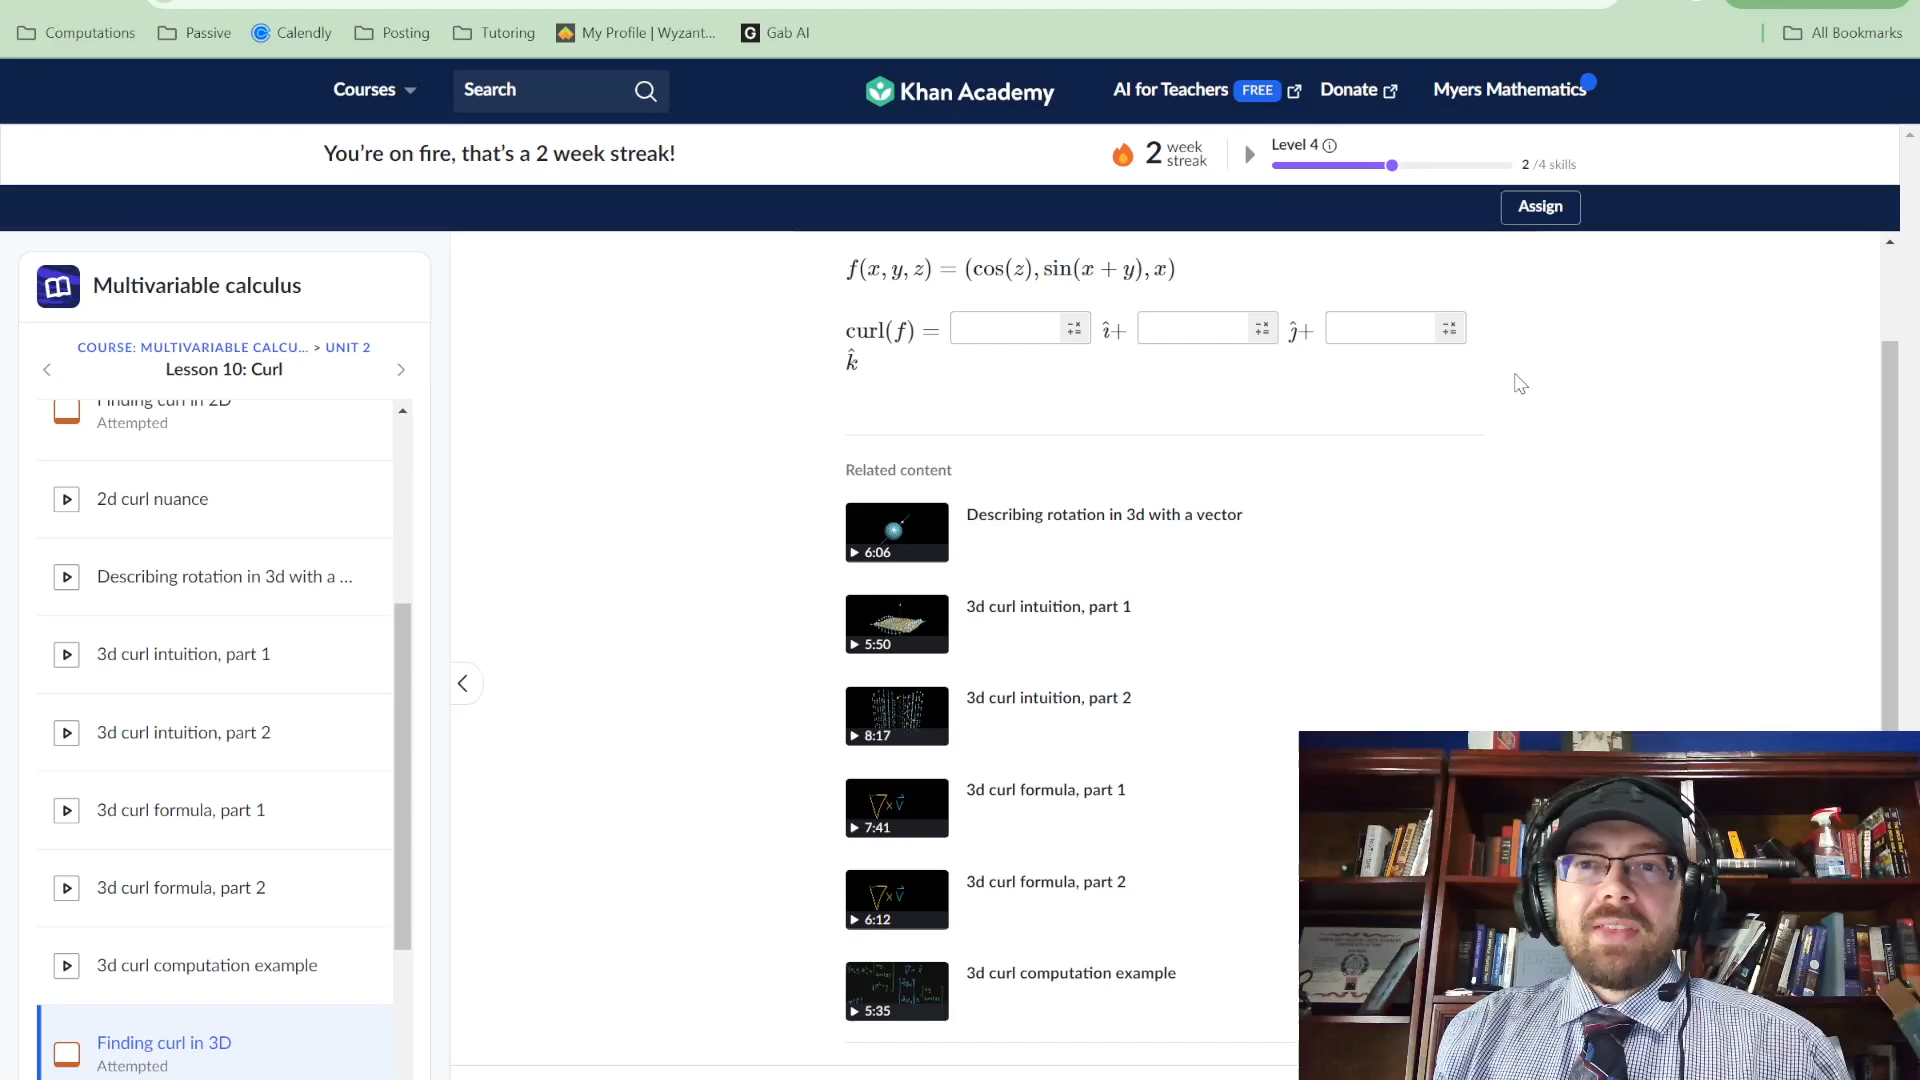 Computations Passive Calendly Posting Tutoring My Profile | Wyzant... G Gab AI All Bookmarks
Courses Search Khan Academy AI for Teachers FREE Donate Myers Mathematics
You're on fire, that's a 2 week streak! 2 week streak Level 4 2 /4 skills
Assign
Multivariable calculus
COURSE: MULTIVARIABLE CALCU... > UNIT 2
Lesson 10: Curl
Finding curl in 2D
Attempted
2d curl nuance
Describing rotation in 3d with a ...
3d curl intuition, part 1
3d curl intuition, part 2
3d curl formula, part 1
3d curl formula, part 2
3d curl computation example
Finding curl in 3D
Attempted
f(x, y, z) = (cos(z), sin(x + y), x)
curl(f) = î+ ĵ+
k̂
Related content
Describing rotation in 3d with a vector
6:06
3d curl intuition, part 1
5:50
3d curl intuition, part 2
8:17
3d curl formula, part 1
7:41
3d curl formula, part 2
6:12
3d curl computation example
5:35